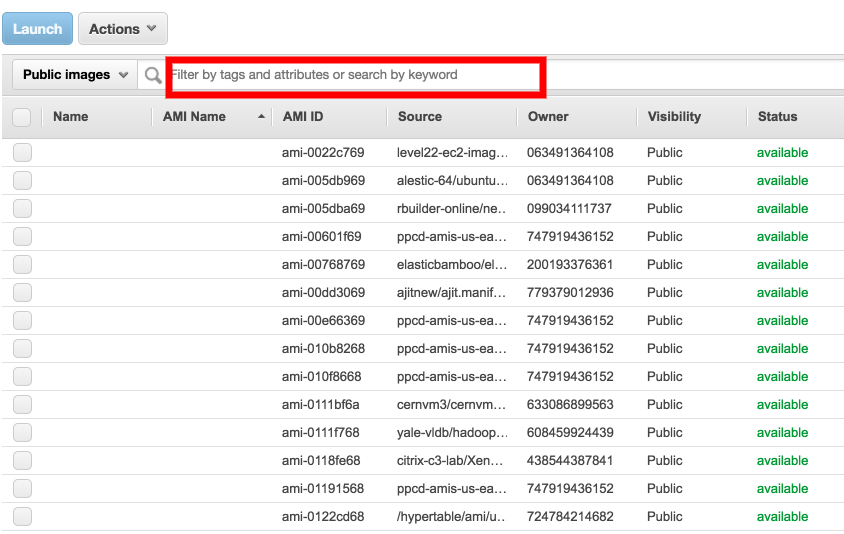 Launch Actions
Public images Filter by tags and attributes or search by keyword
Name AMI Name AMI ID Source Owner Visibility Status
ami-0022c769 level22-ec2-imag… 063491364108 Public available
ami-005db969 alestic-64/ubuntu… 063491364108 Public available
ami-005dba69 rbuilder-online/ne… 099034111737 Public available
ami-00601f69 ppcd-amis-us-ea… 747919436152 Public available
ami-00768769 elasticbamboo/el… 200193376361 Public available
ami-00dd3069 ajitnew/ajit.manif… 779379012936 Public available
ami-00e66369 ppcd-amis-us-ea… 747919436152 Public available
ami-010b8268 ppcd-amis-us-ea… 747919436152 Public available
ami-010f8668 ppcd-amis-us-ea… 747919436152 Public available
ami-0111bf6a cernvm3/cernvm… 633086899563 Public available
ami-0111f768 yale-vldb/hadoop… 608459924439 Public available
ami-0118fe68 citrix-c3-lab/Xen… 438544387841 Public available
ami-01191568 ppcd-amis-us-ea… 747919436152 Public available
ami-0122cd68 /hypertable/ami/u… 724784214682 Public available